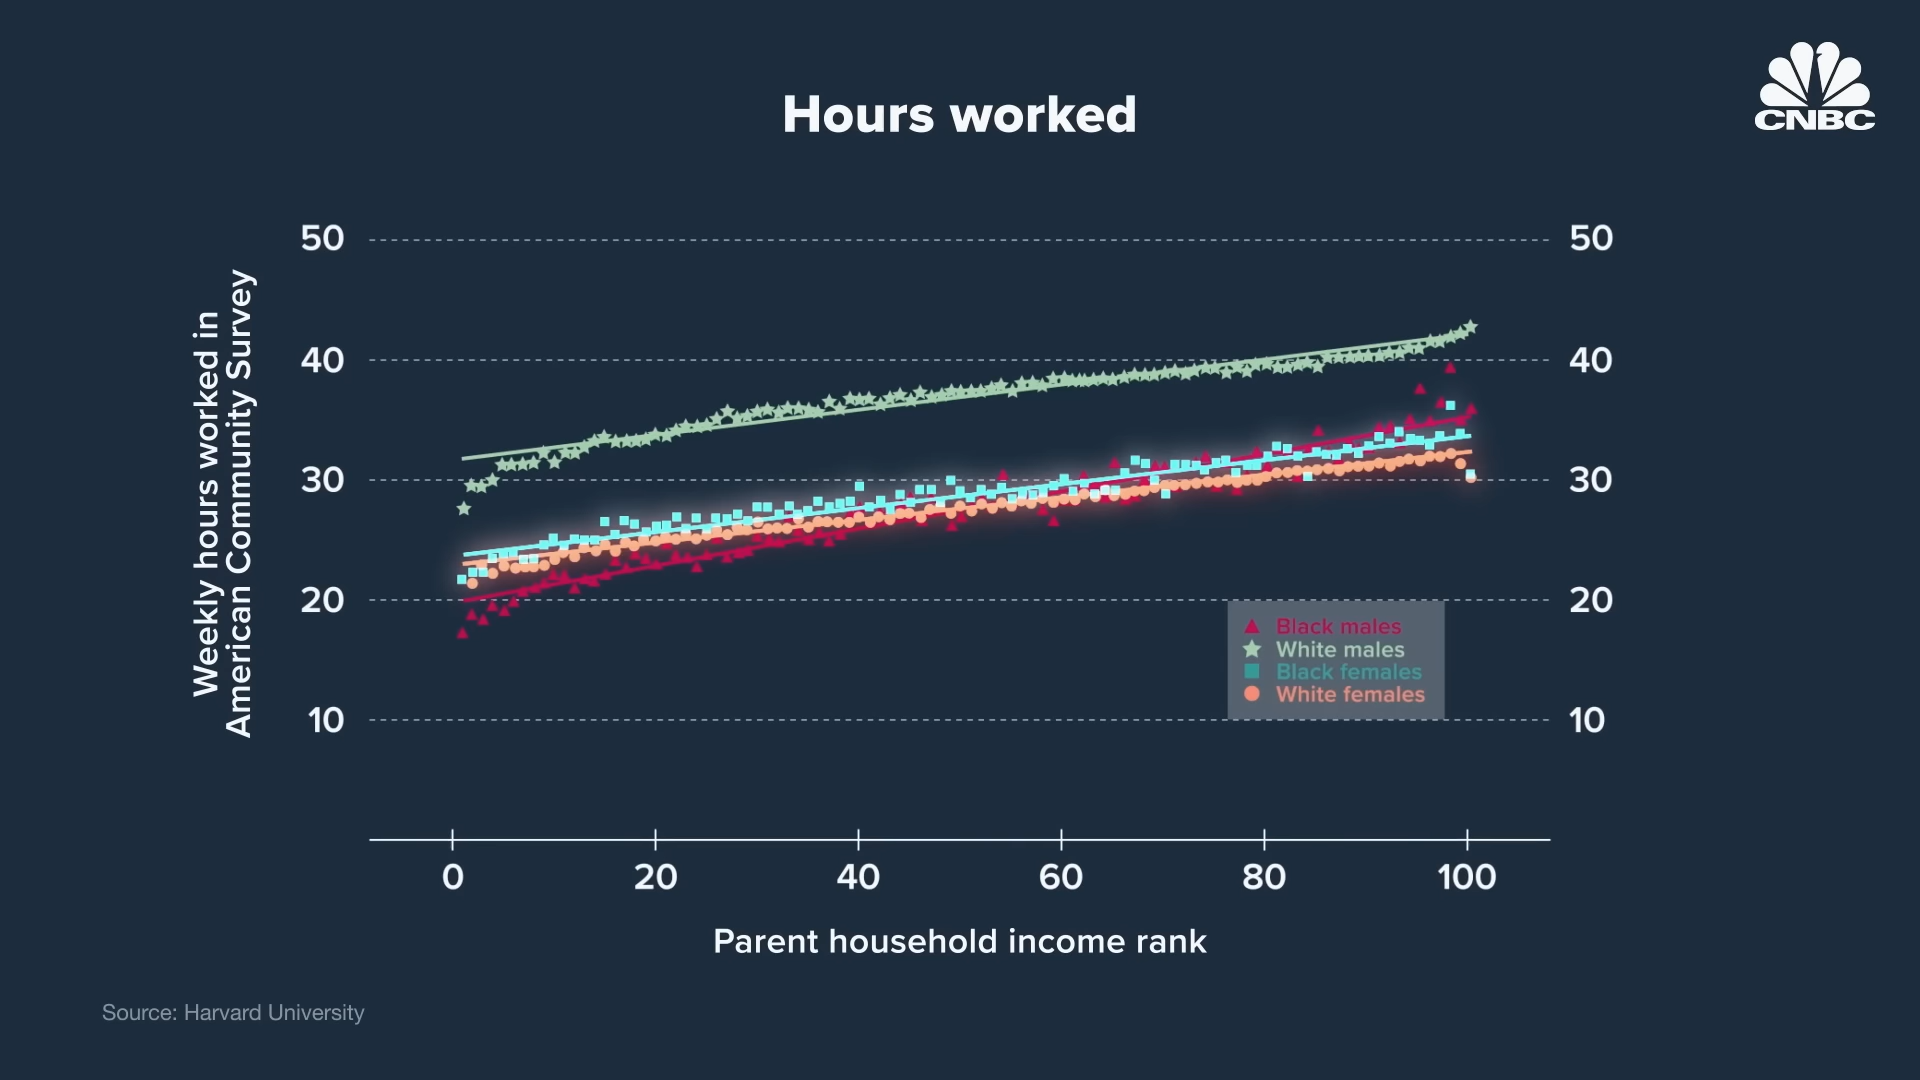 CNBC
Hours worked
50
50
Weekly hours worked in
American Community Survey
40
40
30
30
20
20
Black males
White males
Black females
White females
10
10
0 20 40 60 80 100
Parent household income rank
Source: Harvard University